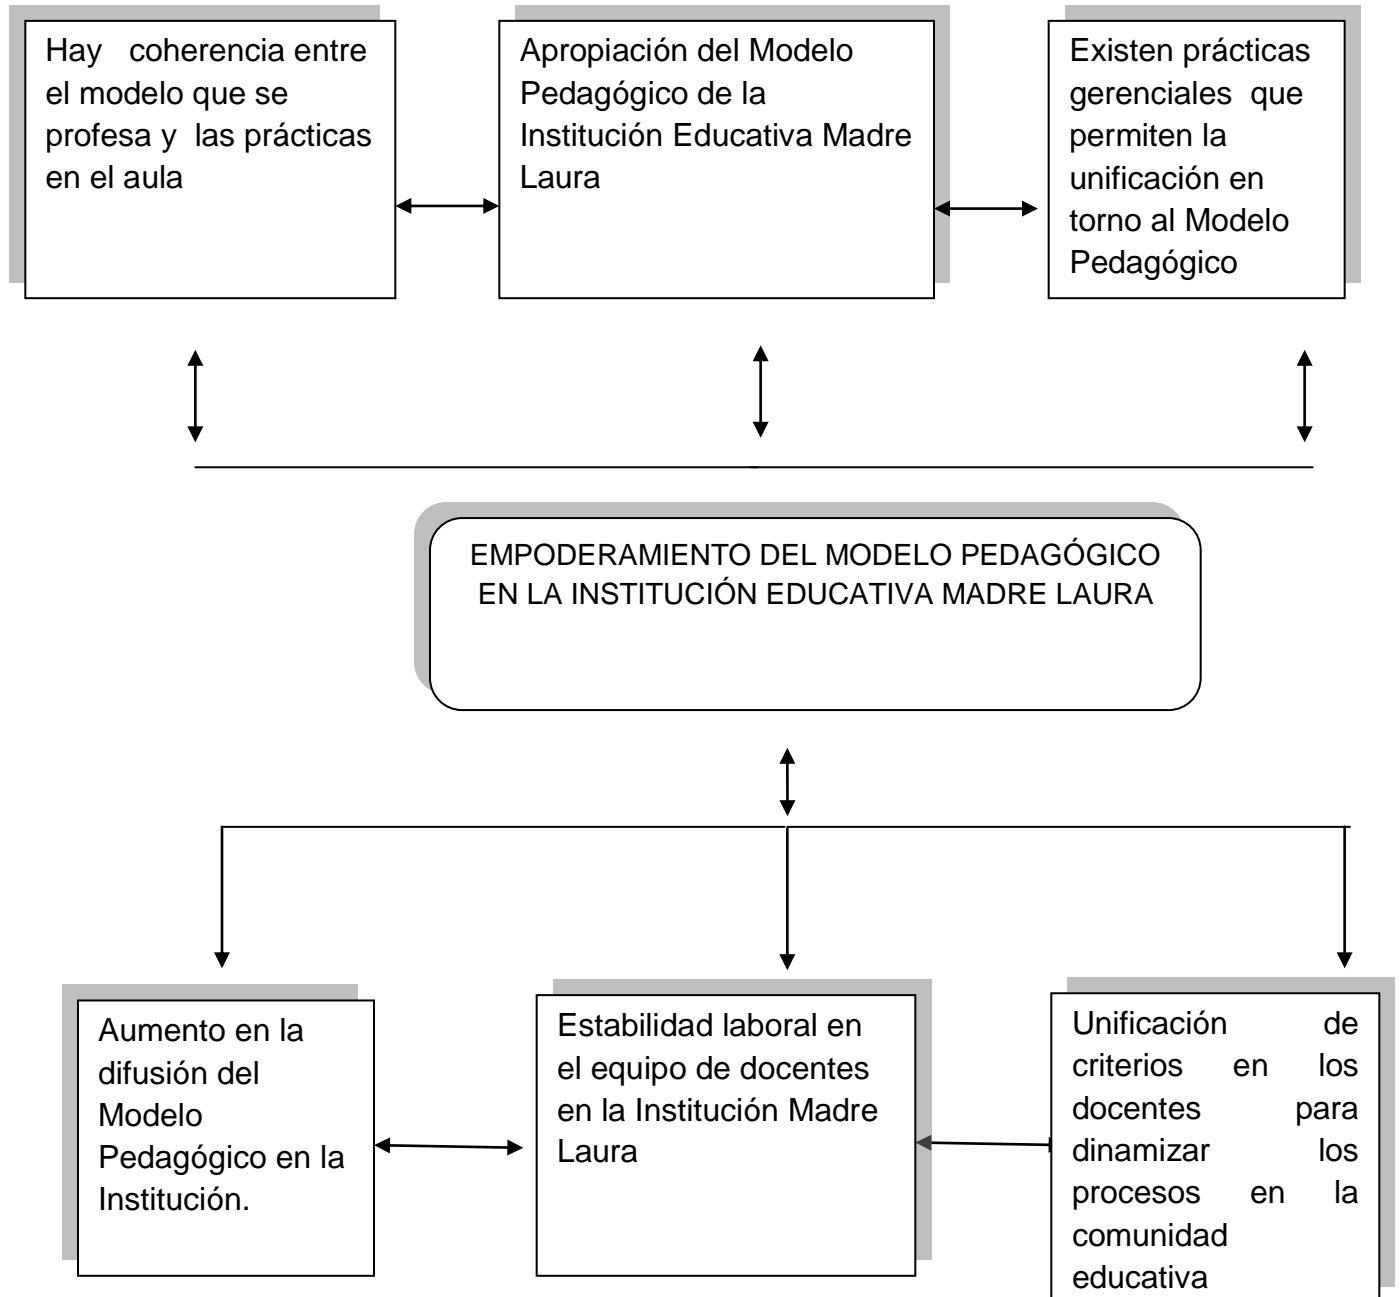 Hay coherencia entre
el modelo que se
profesa y las prácticas
en el aula
Apropiación del Modelo
Pedagógico de la
Institución Educativa Madre
Laura
Existen prácticas
gerenciales que
permiten la
unificación en
torno al Modelo
Pedagógico
EMPODERAMIENTO DEL MODELO PEDAGÓGICO
EN LA INSTITUCIÓN EDUCATIVA MADRE LAURA
Aumento en la
difusión del
Modelo
Pedagógico en la
Institución.
Estabilidad laboral en
el equipo de docentes
en la Institución Madre
Laura
Unificación de
criterios en los
docentes para
dinamizar los
procesos en la
comunidad
educativa